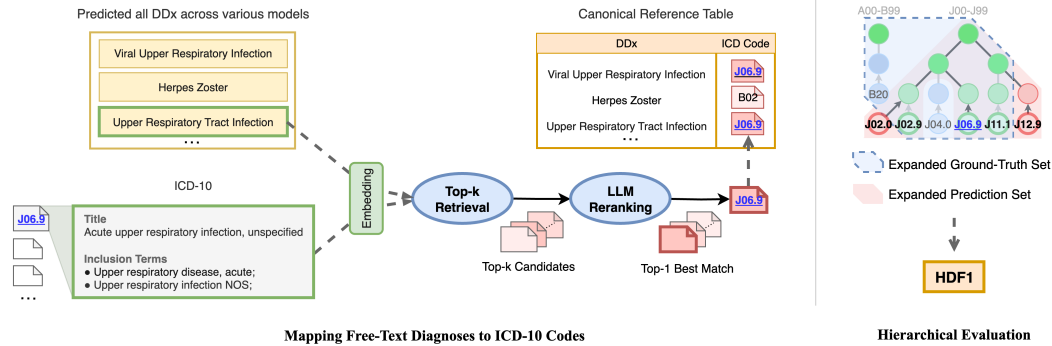 Predicted all DDx across various models
Viral Upper Respiratory Infection
Herpes Zoster
Upper Respiratory Tract Infection
...
ICD-10
J06.9
Title
Acute upper respiratory infection, unspecified
Inclusion Terms
● Upper respiratory disease, acute;
● Upper respiratory infection NOS;
...
Embedding
Top-k
Retrieval
Top-k Candidates
LLM
Reranking
Top-1 Best Match
J06.9
Canonical Reference Table
DDx
ICD Code
Viral Upper Respiratory Infection
J06.9
Herpes Zoster
B02
Upper Respiratory Tract Infection
J06.9
...
Mapping Free-Text Diagnoses to ICD-10 Codes
A00-B99
J00-J99
B20
J02.0
J02.9
J04.0
J06.9
J11.1
J12.9
Expanded Ground-Truth Set
Expanded Prediction Set
HDF1
Hierarchical Evaluation